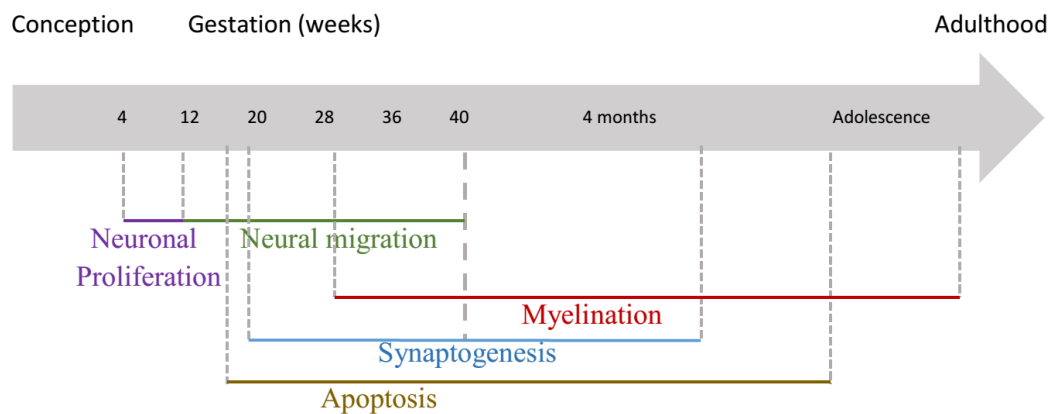 Conception Gestation (weeks) Adulthood
4 12 20 28 36 40 4 months Adolescence
Neuronal Neural migration
Proliferation
Myelination
Synaptogenesis
Apoptosis